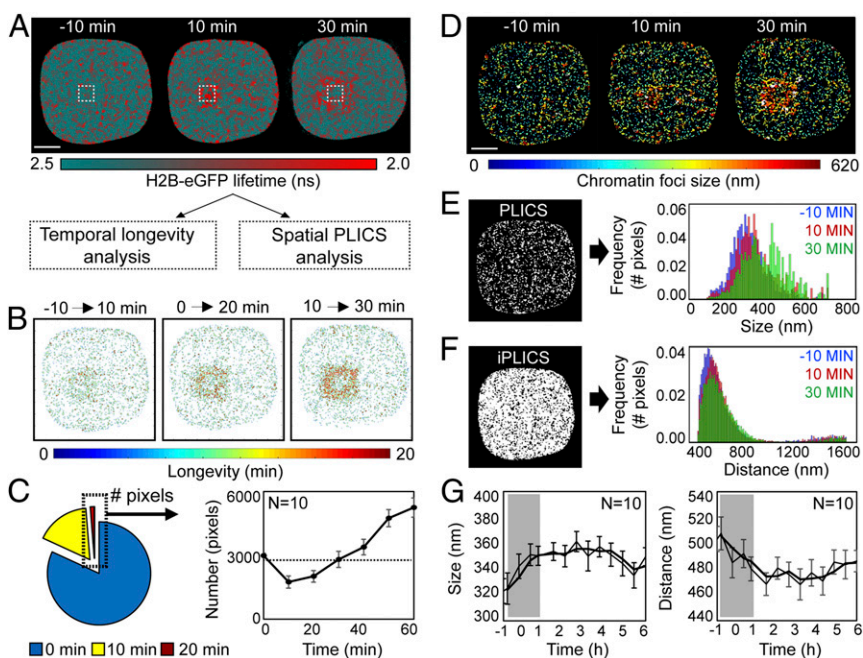 A
-10 min 10 min 30 min
2.5 2.0
H2B-eGFP lifetime (ns)
Temporal longevity
analysis
Spatial PLICS
analysis
B
-10 → 10 min 0 → 20 min 10 → 30 min
0 20
Longevity (min)
C
# pixels
0 min 10 min 20 min
N=10
Number (pixels)
6000
3000
0
0 20 40 60
Time (min)
D
-10 min 10 min 30 min
0 620
Chromatin foci size (nm)
E
PLICS
Frequency
(# pixels)
0.06
0.04
0.02
0.00
0 200 400 600 800
Size (nm)
-10 MIN
10 MIN
30 MIN
F
iPLICS
Frequency
(# pixels)
0.04
0.02
0.00
400 800 1200 1600
Distance (nm)
-10 MIN
10 MIN
30 MIN
G
N=10
Size (nm)
400
380
360
340
320
300
-1 0 1 2 3 4 5 6
Time (h)
N=10
Distance (nm)
540
520
500
480
460
440
-1 0 1 2 3 4 5 6
Time (h)